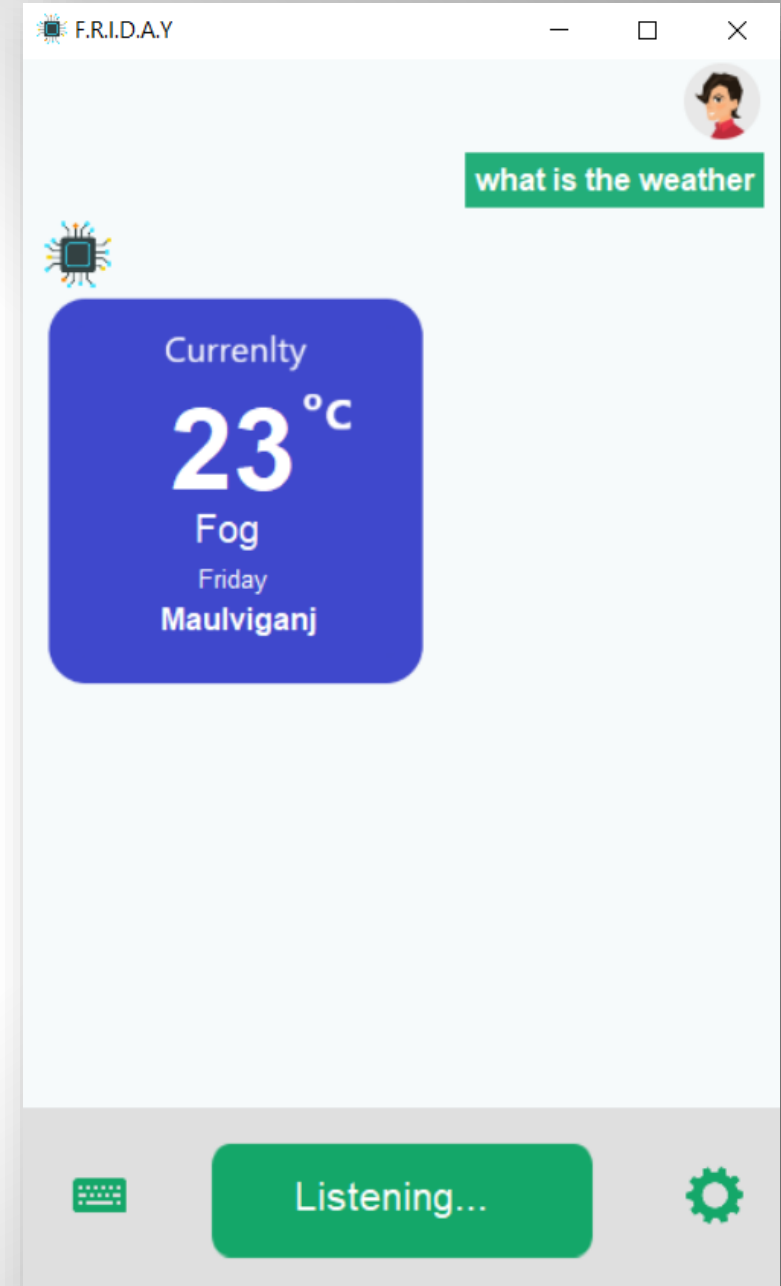 F.R.I.D.A.Y
what is the weather
Currenlty
23 °C
Fog
Friday
Maulviganj
Listening...